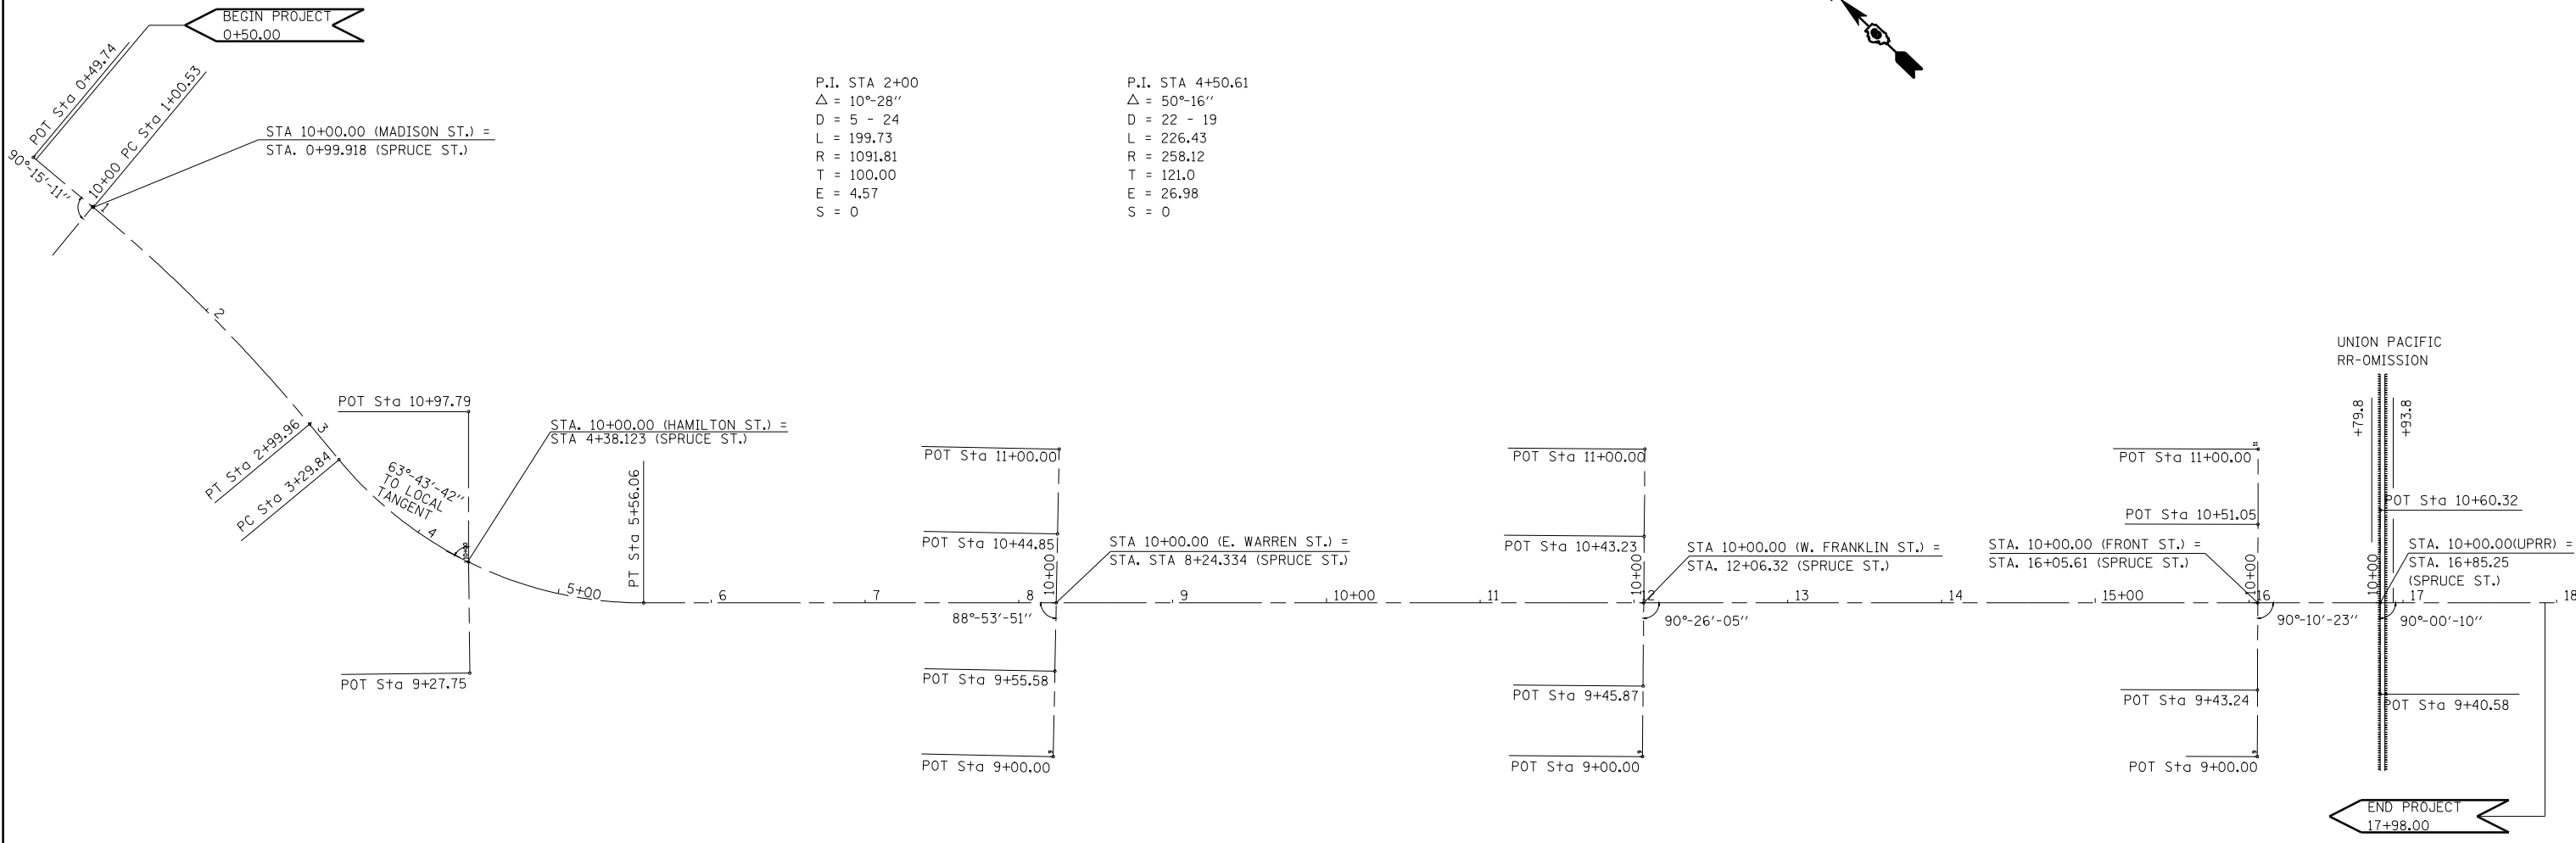 BEGIN PROJECT
0+50.00
POT Sta 0+49.74
10+00 PC Sta 1+00.53
90°-15'-11''
1
STA 10+00.00 (MADISON ST.) =
STA. 0+99.918 (SPRUCE ST.)
P.I. STA 2+00
△ = 10°-28''
D = 5 - 24
L = 199.73
R = 1091.81
T = 100.00
E = 4.57
S = 0
P.I. STA 4+50.61
△ = 50°-16''
D = 22 - 19
L = 226.43
R = 258.12
T = 121.0
E = 26.98
S = 0
2
3
PT Sta 2+99.96
PC Sta 3+29.84
63°-43'-42''
TO LOCAL
TANGENT
4
POT Sta 10+97.79
10+00
STA. 10+00.00 (HAMILTON ST.) =
STA 4+38.123 (SPRUCE ST.)
POT Sta 9+27.75
5+00
PT Sta 5+56.06
6
7
8
POT Sta 11+00.00
POT Sta 10+44.85
10+00
STA 10+00.00 (E. WARREN ST.) =
STA. STA 8+24.334 (SPRUCE ST.)
88°-53'-51''
POT Sta 9+55.58
9
POT Sta 9+00.00
9
10+00
11
POT Sta 11+00.00
POT Sta 10+43.23
10+00
12
STA 10+00.00 (W. FRANKLIN ST.) =
STA. 12+06.32 (SPRUCE ST.)
90°-26'-05''
POT Sta 9+45.87
9
POT Sta 9+00.00
13
14
15+00
11
POT Sta 11+00.00
POT Sta 10+51.05
STA. 10+00.00 (FRONT ST.) =
STA. 16+05.61 (SPRUCE ST.)
10+00
16
90°-10'-23''
POT Sta 9+43.24
9
POT Sta 9+00.00
UNION PACIFIC
RR-OMISSION
+79.8
+93.8
POT Sta 10+60.32
10+00
STA. 10+00.00(UPRR) =
STA. 16+85.25
(SPRUCE ST.)
17
18
90°-00'-10''
POT Sta 9+40.58
END PROJECT
17+98.00